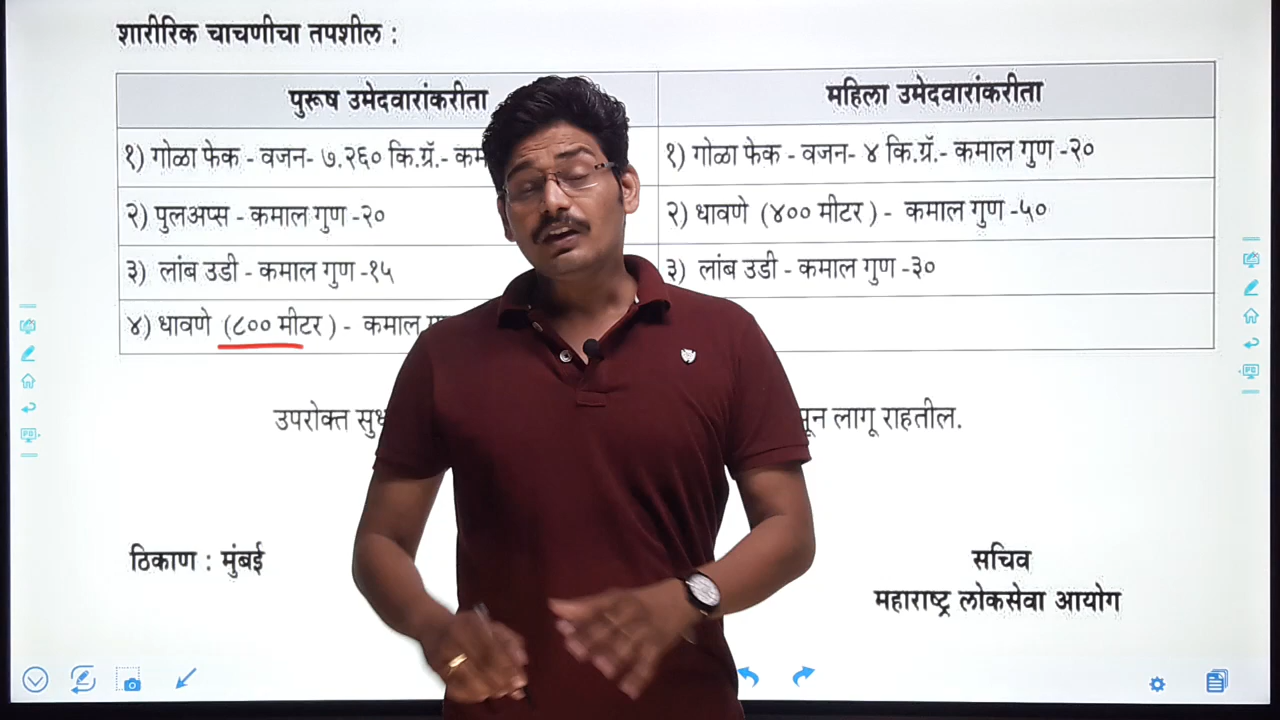 शारीरिक चाचणीचा तपशील :
पुरूष उमेदवारांकरीता
महिला उमेदवारांकरीता
१) गोळा फेक - वजन- ७.२६० कि.ग्रॅ.-
१) गोळा फेक - वजन- ४ कि.ग्रॅ.- कमाल गुण -२०
२) पुलअप्स - कमाल गुण -२०
२) धावणे (४०० मीटर ) - कमाल गुण -५०
३) लांब उडी - कमाल गुण -१५
३) लांब उडी - कमाल गुण -३०
४) धावणे (८०० मीटर ) - कमाल
उपरोक्त
लागू राहतील.
ठिकाण : मुंबई
सचिव
महाराष्ट्र लोकसेवा आयोग